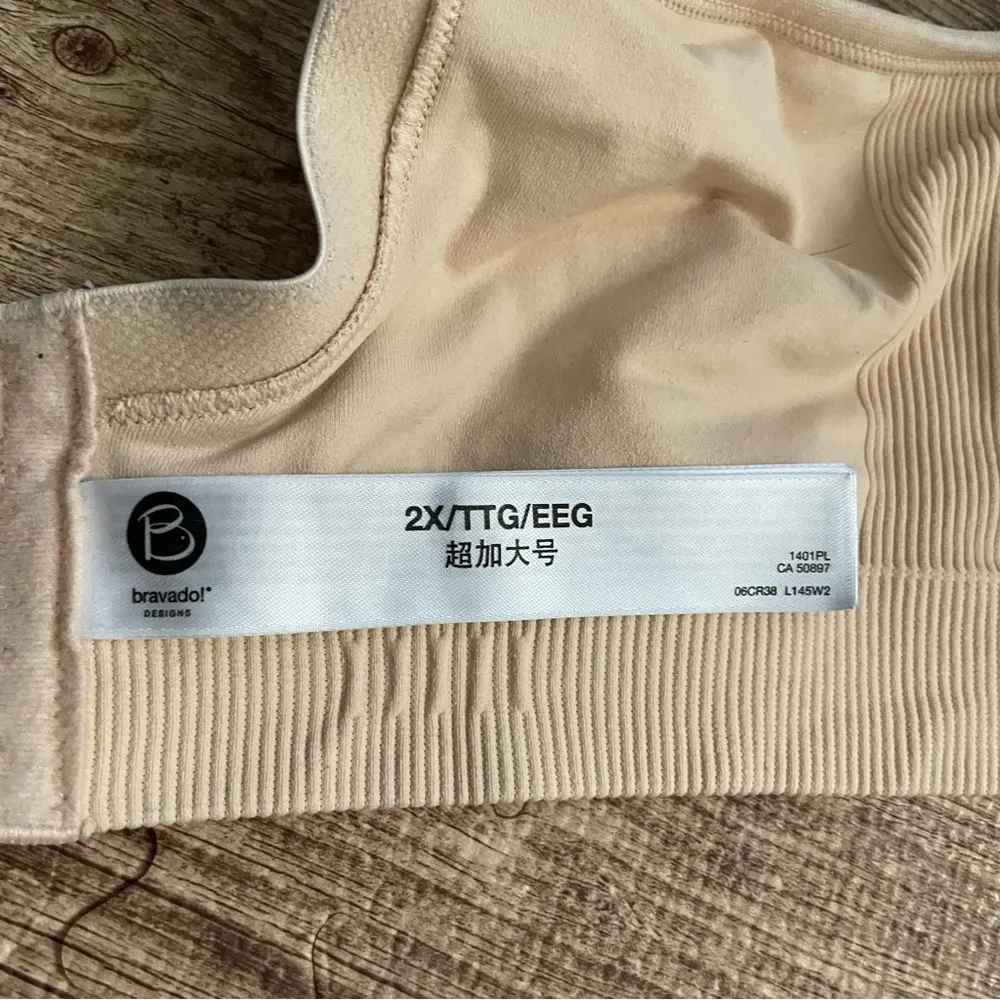 B
bravado!
DESIGNS
2X/TTG/EEG
超加大号
1401PL
CA 50897
06CR38 L145W2